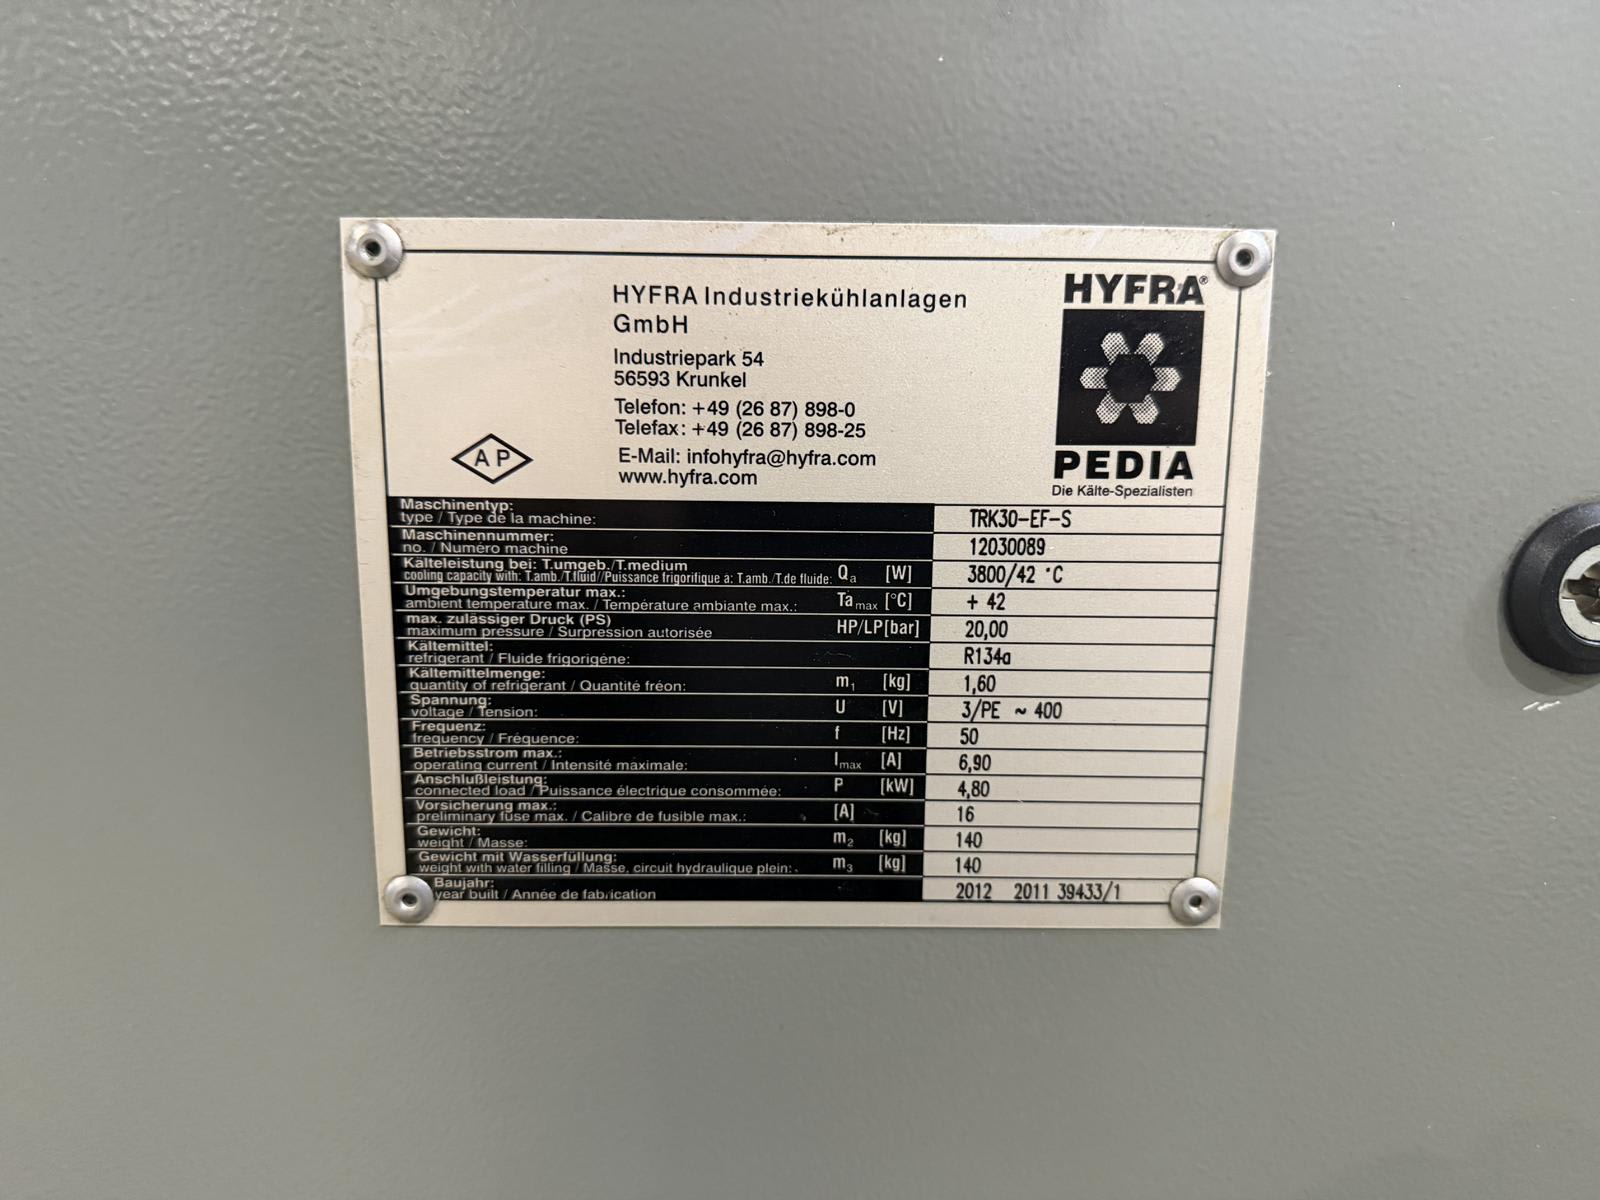 HYFRA Industriekühlanlagen
GmbH
Industriepark 54
56593 Krunkel
Telefon: +49 (26 87) 898-0
Telefax: +49 (26 87) 898-25
E-Mail: infohyfra@hyfra.com
www.hyfra.com
AP
HYFRA®
PEDIA
Die Kälte-Spezialisten
Maschinentyp:
type / Type de la machine: TRK30-EF-S
Maschinennummer:
no. / Numéro machine 12030089
Kälteleistung bei: T.umgeb./T.medium
cooling capacity with: T.amb./T.fluid//Puissance frigorifique a: T.amb./T.de fluide: Qa [W] 3800/42 °C
Umgebungstemperatur max.:
ambient temperature max. / Température ambiante max.: Ta max [°C] + 42
max. zulässiger Druck (PS)
maximum pressure / Surpression autorisée HP/LP[bar] 20,00
Kältemittel:
refrigerant / Fluide frigorigéne: R134a
Kältemittelmenge:
quantity of refrigerant / Quantité fréon: m1 [kg] 1,60
Spannung:
voltage / Tension: U [V] 3/PE ~ 400
Frequenz:
frequency / Fréquence: f [Hz] 50
Betriebsstrom max.:
operating current / Intensité maximale: Imax [A] 6,90
Anschlußleistung:
connected load / Puissance électrique consommée: P [kW] 4,80
Vorsicherung max.:
preliminary fuse max. / Calibre de fusible max.: [A] 16
Gewicht:
weight / Masse: m2 [kg] 140
Gewicht mit Wasserfüllung:
weight with water filling / Masse, circuit hydraulique plein: m3 [kg] 140
Baujahr:
year built / Année de fabrication 2012 2011 39433/1